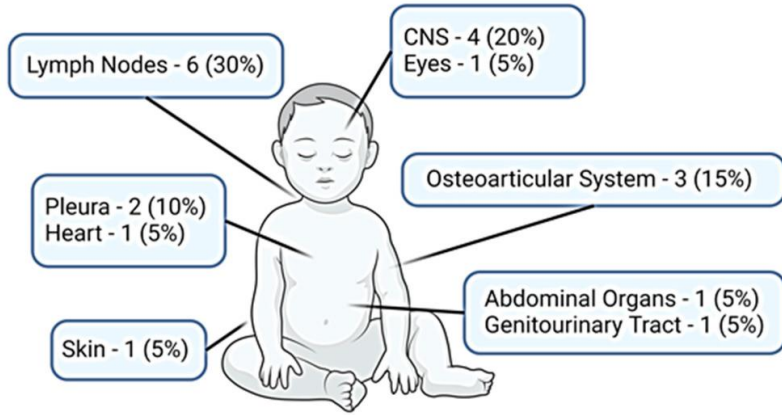 CNS - 4 (20%)
Eyes - 1 (5%)
Lymph Nodes - 6 (30%)
Osteoarticular System - 3 (15%)
Pleura - 2 (10%)
Heart - 1 (5%)
Abdominal Organs - 1 (5%)
Genitourinary Tract - 1 (5%)
Skin - 1 (5%)